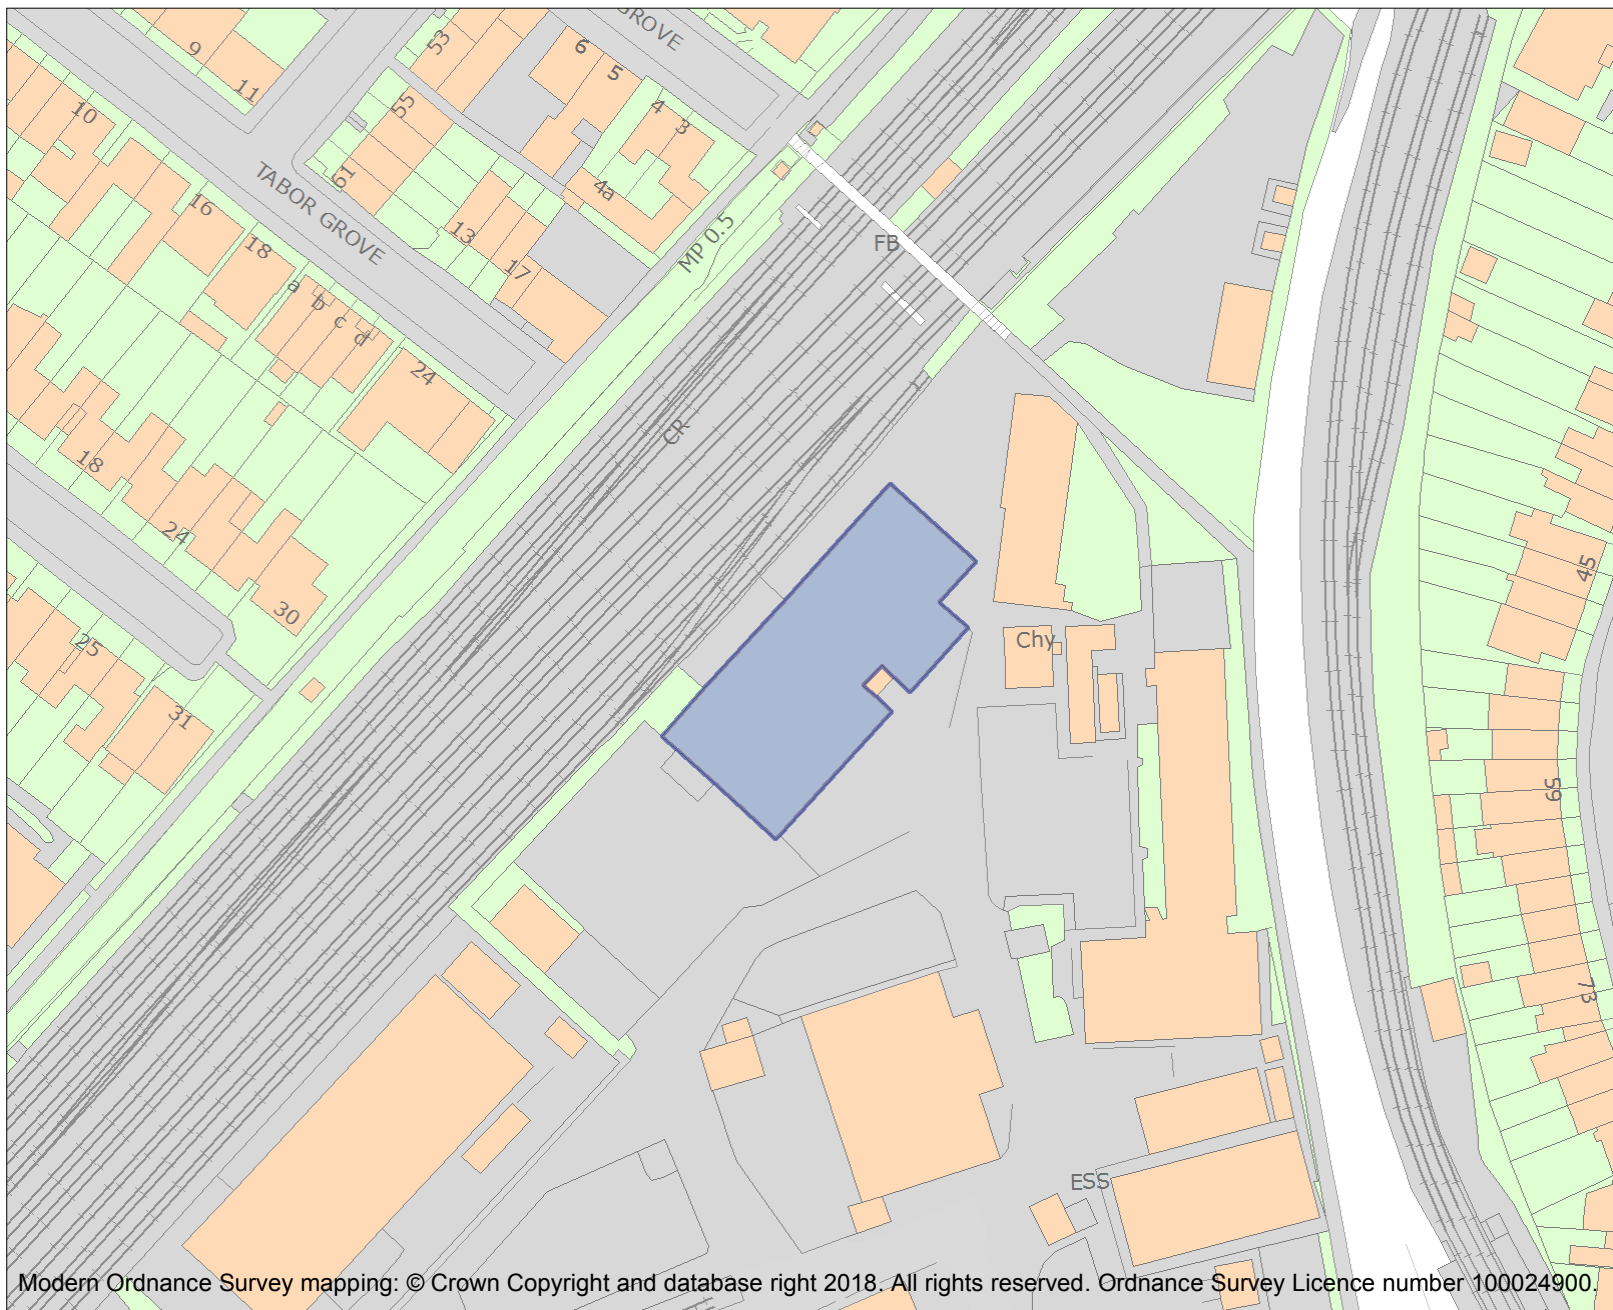 GROVE
9
11
53
6
5
4
3
10
55
61
TABOR GROVE
4a
16
13
MP 0.5
FB
18
17
a
b
c
d
24
CR
18
24
45
30
25
Chy
31
59
73
ESS
Modern Ordnance Survey mapping: © Crown Copyright and database right 2018. All rights reserved. Ordnance Survey Licence number 100024900.